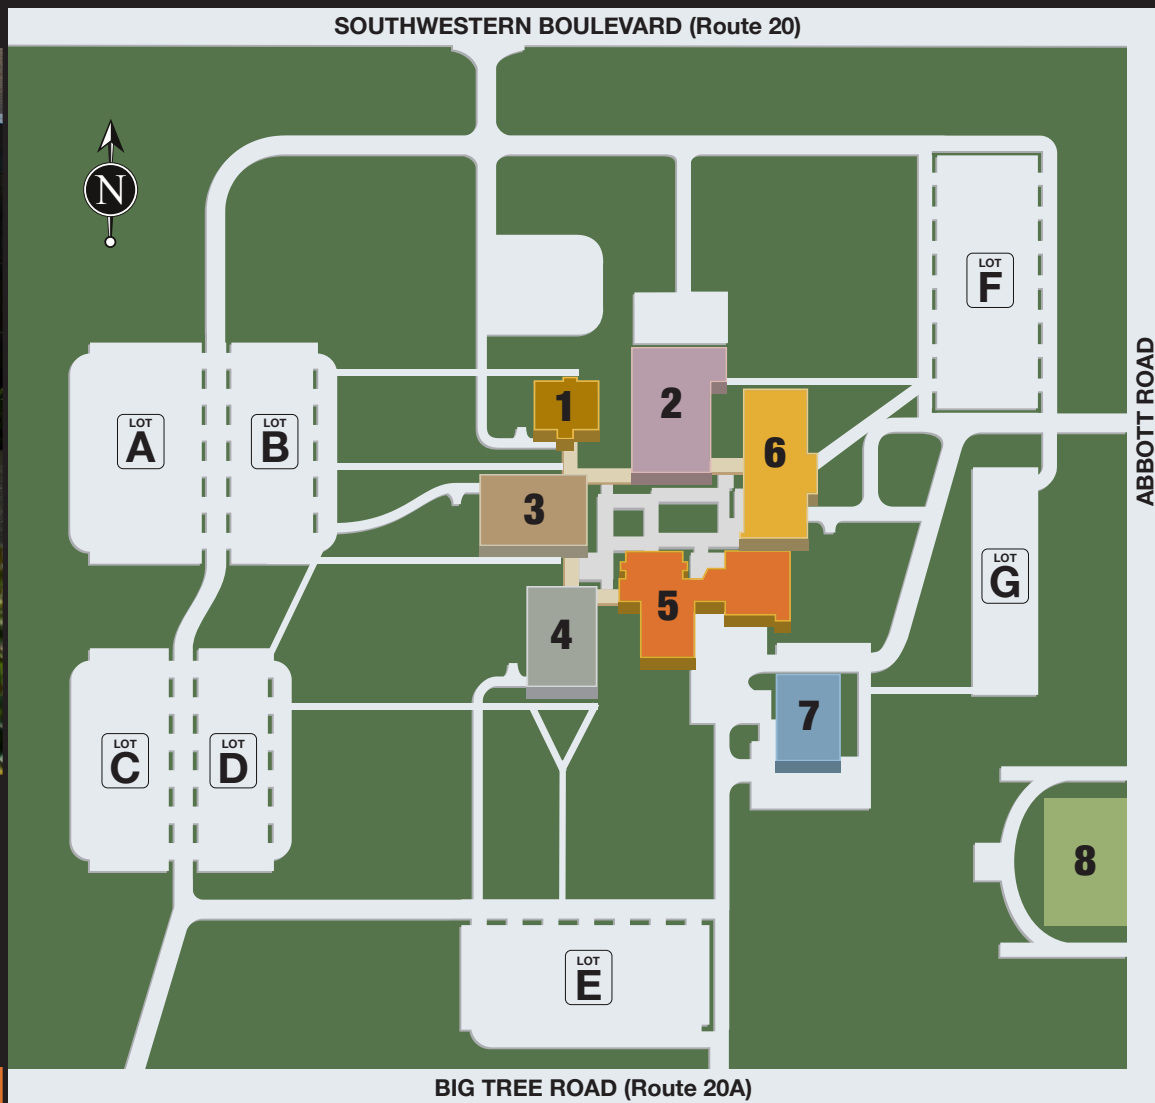 SOUTHWESTERN BOULEVARD (Route 20)
N
LOT
F
ABBOTT ROAD
1
2
LOT
A
LOT
B
6
3
LOT
G
5
4
7
LOT
C
LOT
D
8
LOT
E
BIG TREE ROAD (Route 20A)